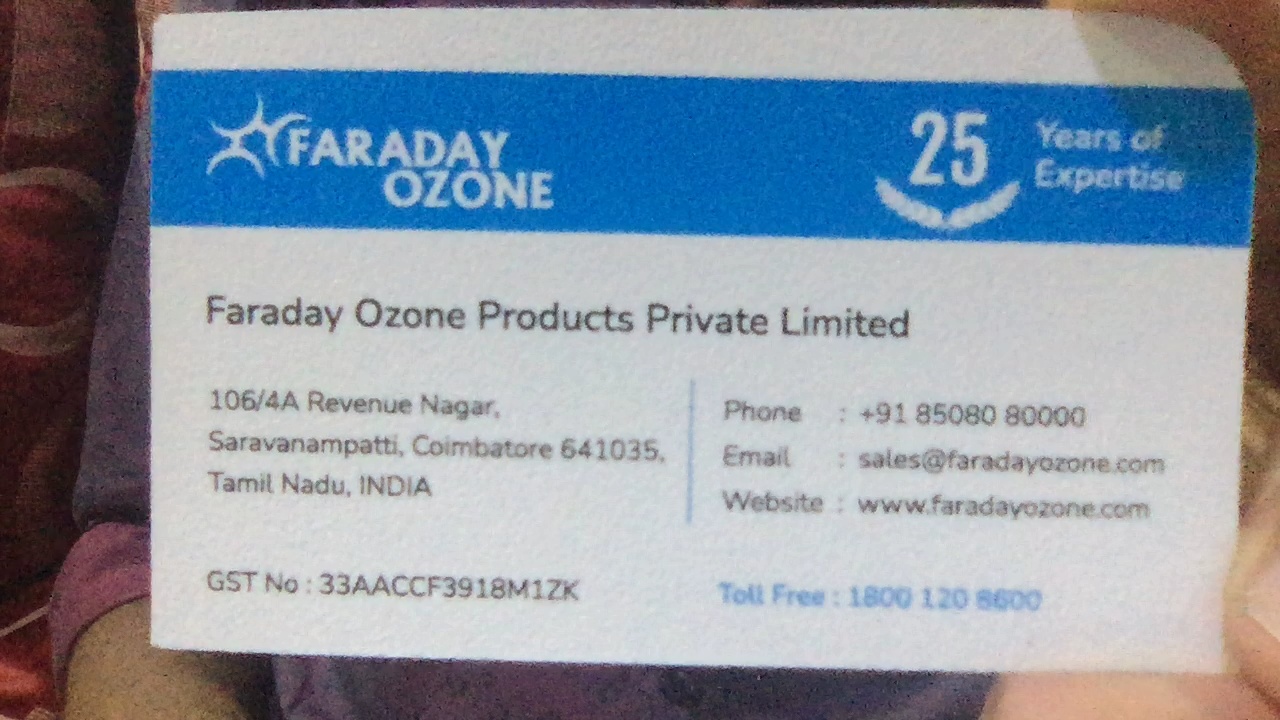 FARADAY
OZONE
25
Years of
Expertise
Faraday Ozone Products Private Limited
106/4A Revenue Nagar,
Saravanampatti, Coimbatore 641035,
Tamil Nadu, INDIA
Phone : +91 85080 80000
Email : sales@faradayozone.com
Website : www.faradayozone.com
GST No : 33AACCF3918M1ZK
Toll Free : 1800 120 8600